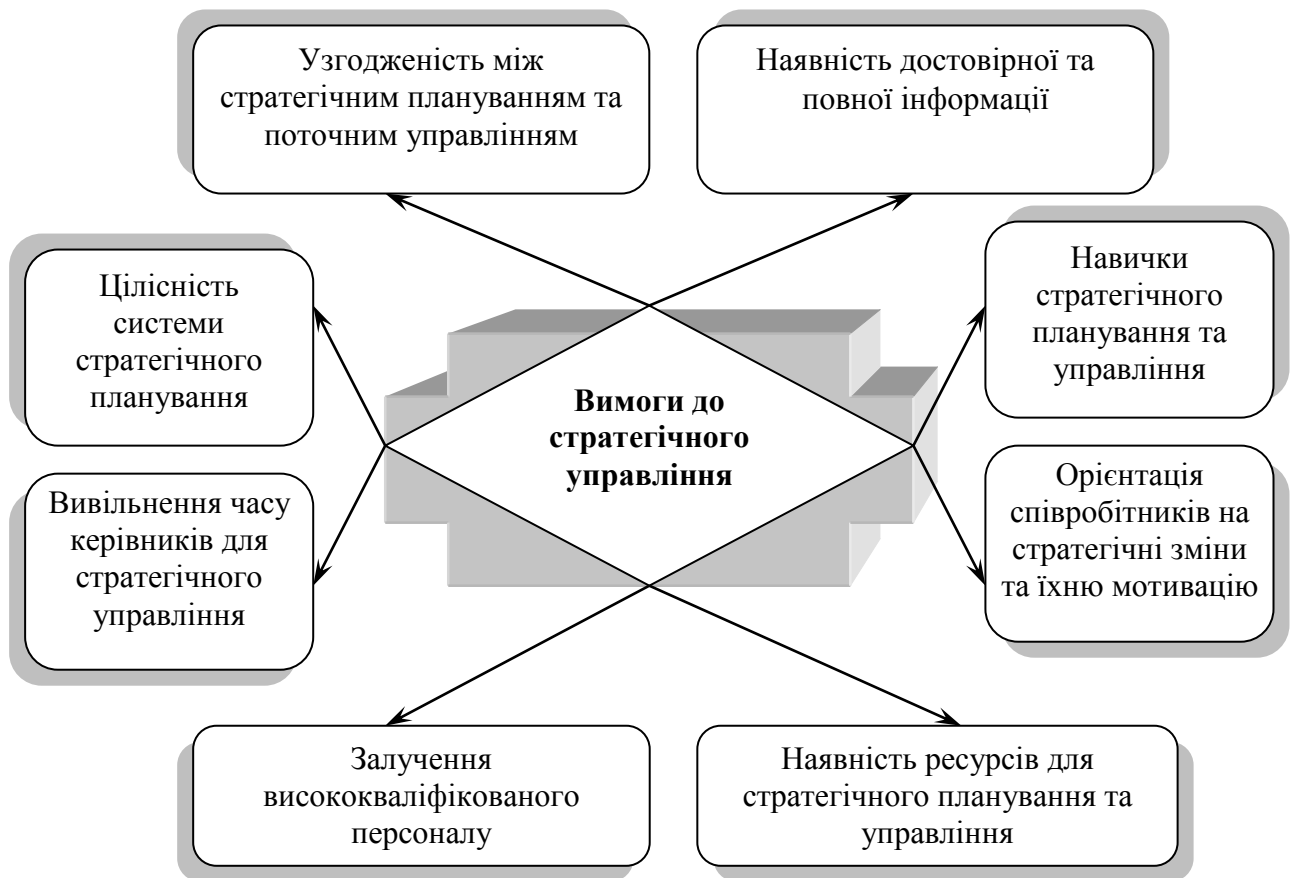 Узгодженість між
стратегічним плануванням та
поточним управлінням
Наявність достовірної та
повної інформації
Цілісність
системи
стратегічного
планування
Навички
стратегічного
планування та
управління
Вимоги до
стратегічного
управління
Вивільнення часу
керівників для
стратегічного
управління
Орієнтація
співробітників на
стратегічні зміни
та їхню мотивацію
Залучення
висококваліфікованого
персоналу
Наявність ресурсів для
стратегічного планування та
управління